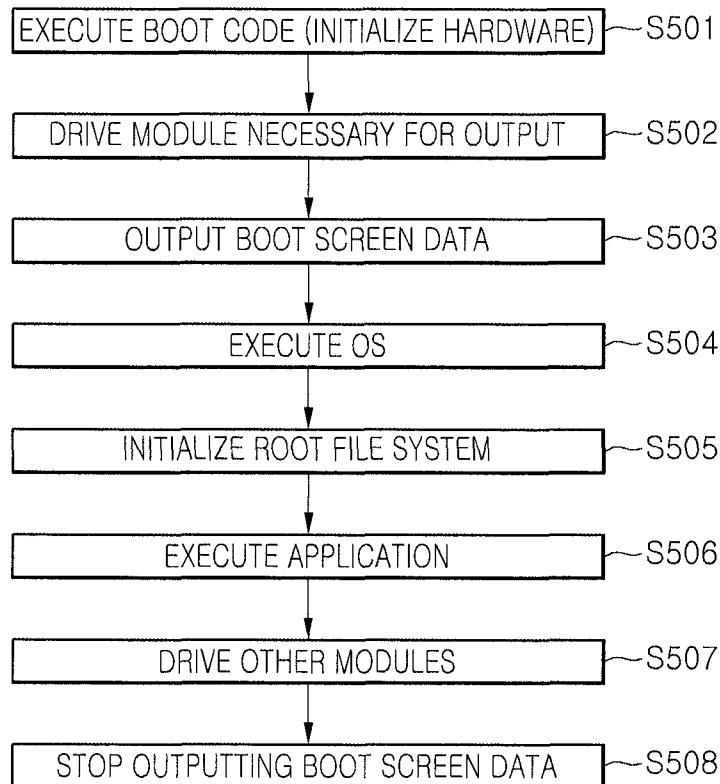 EXECUTE BOOT CODE (INITIALIZE HARDWARE) S501
DRIVE MODULE NECESSARY FOR OUTPUT S502
OUTPUT BOOT SCREEN DATA S503
EXECUTE OS S504
INITIALIZE ROOT FILE SYSTEM S505
EXECUTE APPLICATION S506
DRIVE OTHER MODULES S507
STOP OUTPUTTING BOOT SCREEN DATA S508